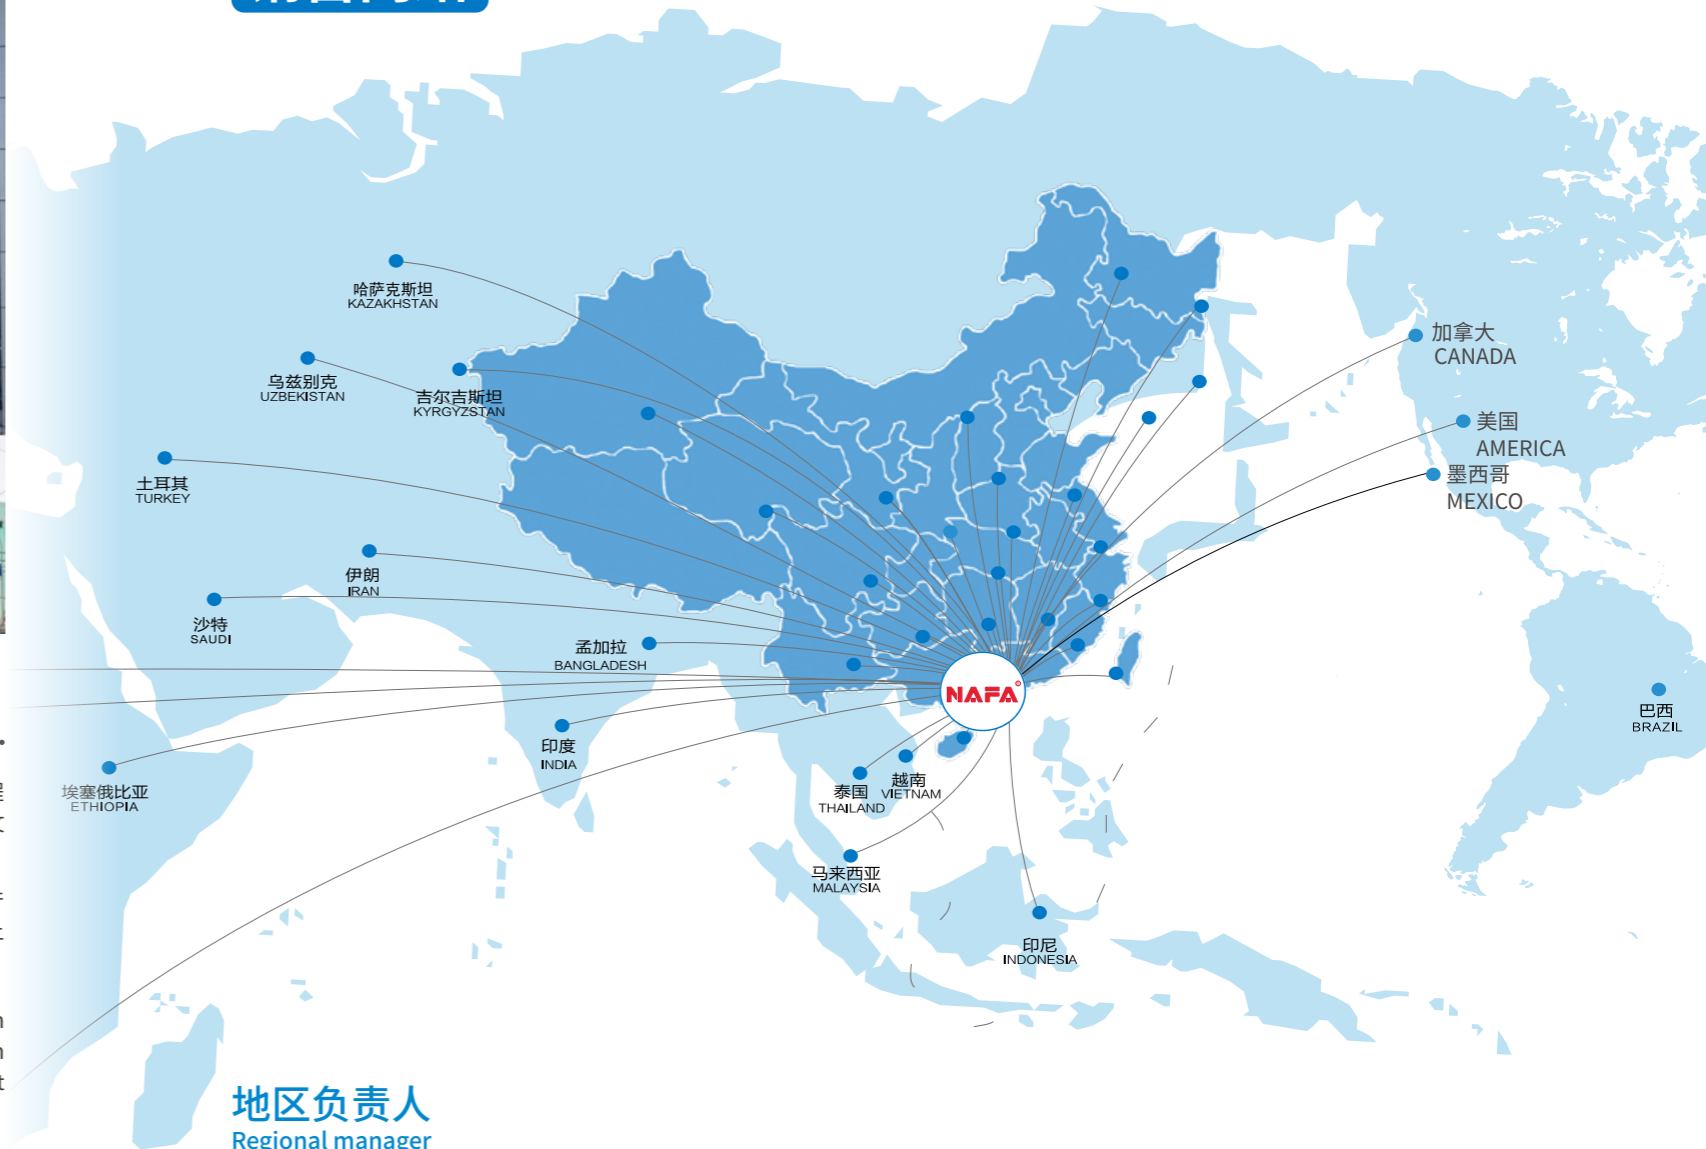 哈萨克斯坦
KAZAKHSTAN
乌兹别克
UZBEKISTAN
吉尔吉斯坦
KYRGYZSTAN
加拿大
CANADA
美国
AMERICA
墨西哥
MEXICO
土耳其
TURKEY
伊朗
IRAN
沙特
SAUDI
孟加拉
BANGLADESH
NAFA®
巴西
BRAZIL
印度
INDIA
埃塞俄比亚
ETHIOPIA
泰国
THAILAND
越南
VIETNAM
马来西亚
MALAYSIA
印尼
INDONESIA
地区负责人
Regional manager